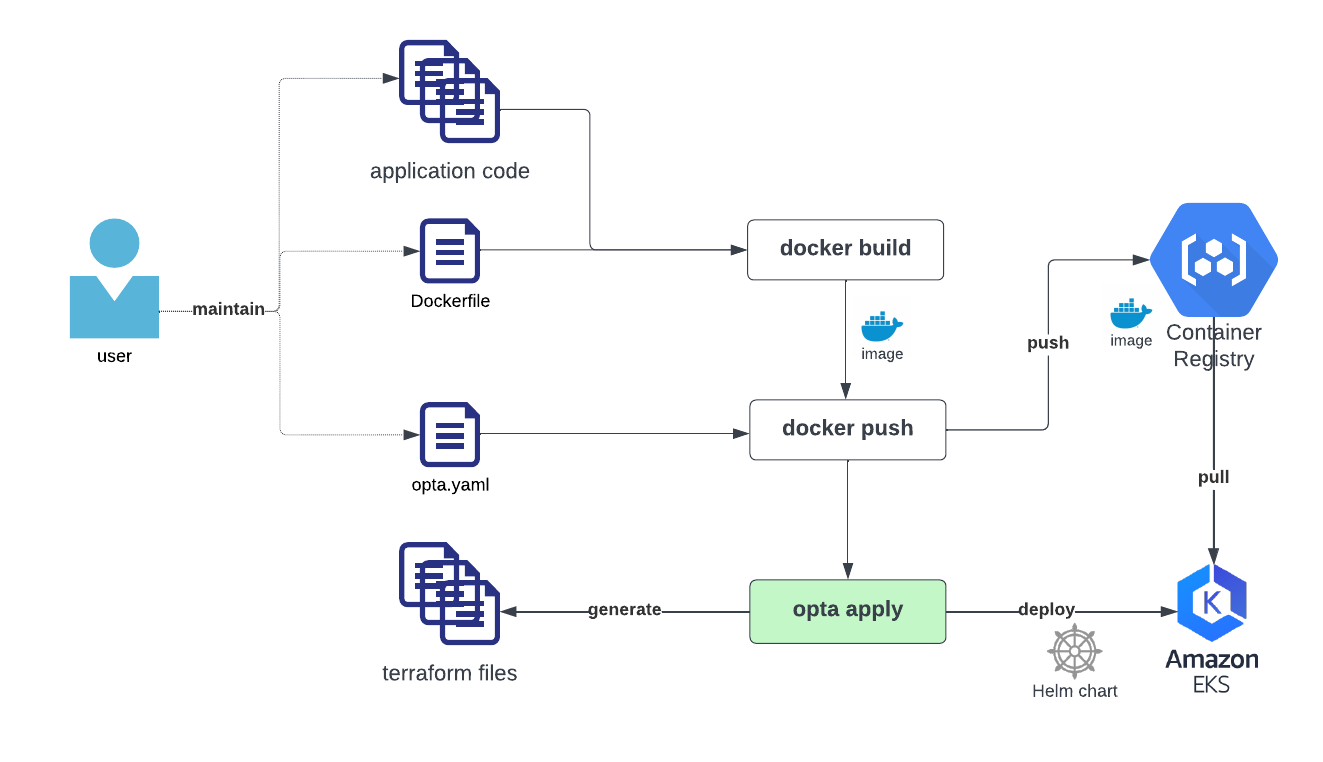 application code
docker build
maintain
Dockerfile
user
image
push
image
Container
Registry
docker push
opta.yaml
pull
generate
opta apply
deploy
K
terraform files
Helm chart
Amazon
EKS